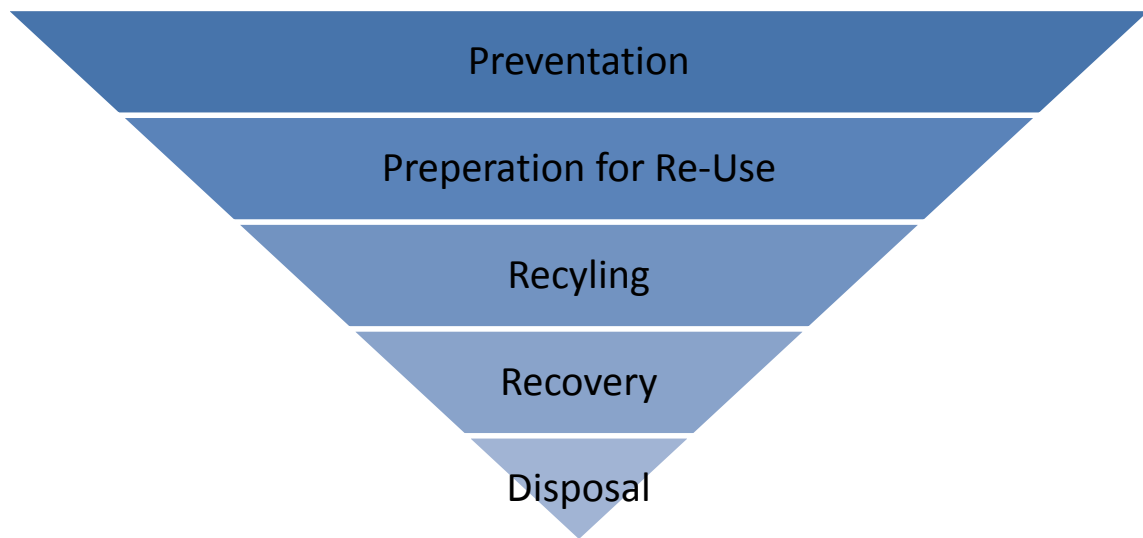 Preventation
Preperation for Re-Use
Recyling
Recovery
Disposal